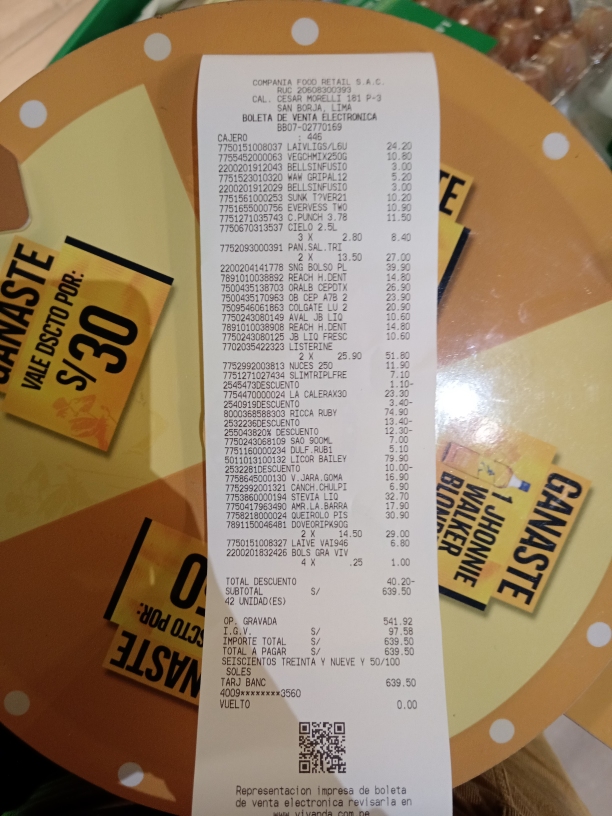 COMPANIA FOOD RETAIL S.A.C.
RUC 20608300393
CAL. CESAR MORELLI 181 P-3
SAN BORJA, LIMA
BOLETA DE VENTA ELECTRONICA
BB07-02770169
CAJERO : 446
7750151008037 LAIVLIGS/L6U 24.20
7755452000063 VEGCHMIX250G 10.80
2200201912043 BELLSINFUSIO 3.00
7751523010320 WAW GRIPAL12 5.20
2200201912029 BELLSINFUSIO 3.00
7751561000253 SUNK T?VER21 10.20
7751655000756 EVERVESS TWO 10.90
7751271035743 C.PUNCH 3.78 11.50
7750670313537 CIELO 2.5L
3 X 2.80 8.40
7752093000391 PAN.SAL.TRI
2 X 13.50 27.00
2200204141778 SNG BOLSO PL 39.90
7891010038892 REACH H.DENT 14.80
7500435138703 ORALB CEPDTX 26.90
7500435170963 OB CEP A7B 2 23.90
7509546061863 COLGATE LU 2 20.90
7750243080149 AVAL JB LIQ 10.60
7891010038908 REACH H.DENT 14.80
7750243080125 JB LIQ FRESC 10.60
7702035422323 LISTERINE
2 X 25.90 51.80
7752992003813 NUCES 250 11.90
7751271027434 SLIMTRIPLFRE 7.10
2545473DESCUENTO 1.10-
7754470000024 LA CALERAX30 23.30
2540919DESCUENTO 3.40-
8000368588303 RICCA RUBY 74.90
2532236DESCUENTO 13.40-
255043820% DESCUENTO 12.30-
7750243068109 SAO 900ML 7.00
7751160000234 DULF.RUB1 5.10
5011013100132 LICOR BAILEY 79.90
2532281DESCUENTO 10.00-
7758645000130 V.JARA.GOMA 16.90
7752992001321 CANCH.CHULPI 6.90
7753860000194 STEVIA LIQ 32.70
7750417963490 AMR.LA.BARRA 17.90
7758218000024 QUEIROLO PIS 30.90
7891150046481 DOVEORIPK90G
2 X 14.50 29.00
7750151008327 LAIVE VAI946 6.80
2200201832426 BOLS GRA VIV
4 X .25 1.00
TOTAL DESCUENTO 40.20-
SUBTOTAL S/ 639.50
42 UNIDAD(ES)
OP. GRAVADA 541.92
I.G.V. S/ 97.58
IMPORTE TOTAL S/ 639.50
TOTAL A PAGAR S/ 639.50
SEISCIENTOS TREINTA Y NUEVE Y 50/100
SOLES
TARJ BANC 639.50
4009********3560
VUELTO 0.00
Representacion impresa de boleta
de venta electronica revisarla en
www.vivanda.com.pe
GANASTE
VALE DSCTO POR:
S/30
GANASTE
1 JHONNIE
WALKER
BLONDE